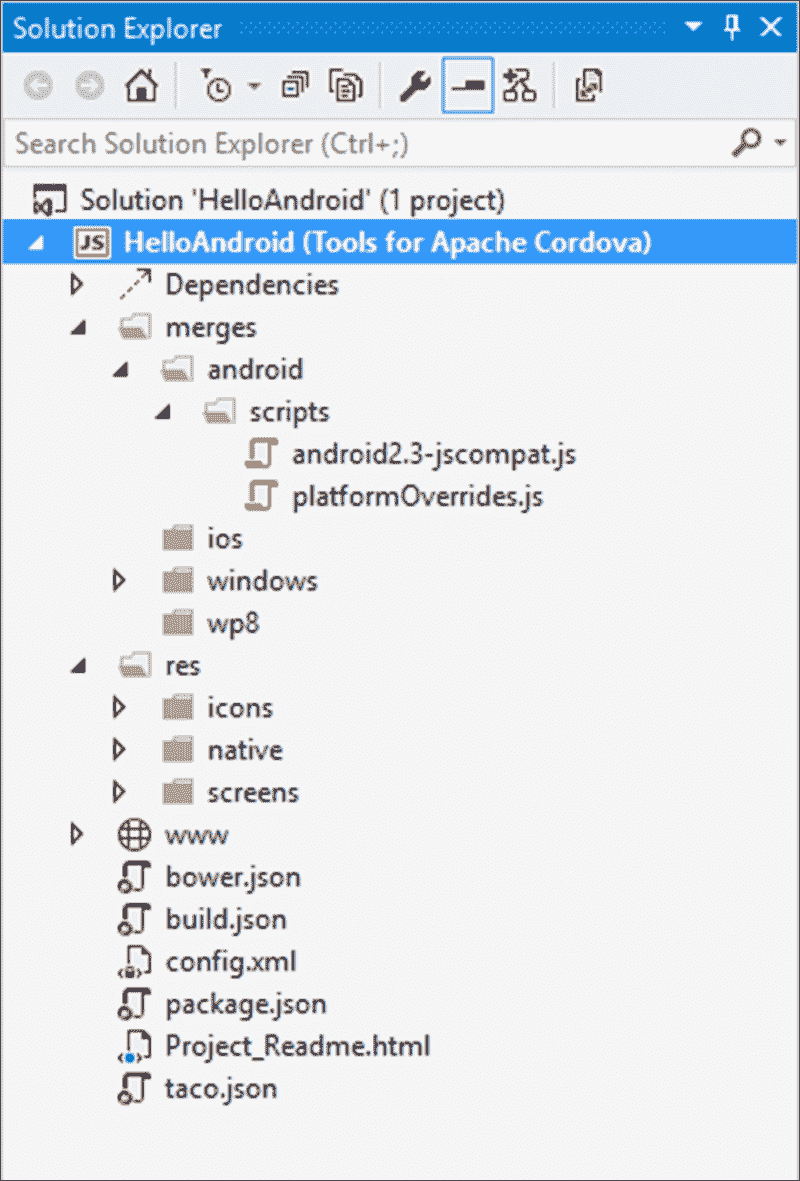 Solution Explorer
Search Solution Explorer (Ctrl+;)
Solution 'HelloAndroid' (1 project)
JS HelloAndroid (Tools for Apache Cordova)
Dependencies
merges
android
scripts
android2.3-jscompat.js
platformOverrides.js
ios
windows
wp8
res
icons
native
screens
www
bower.json
build.json
config.xml
package.json
Project_Readme.html
taco.json